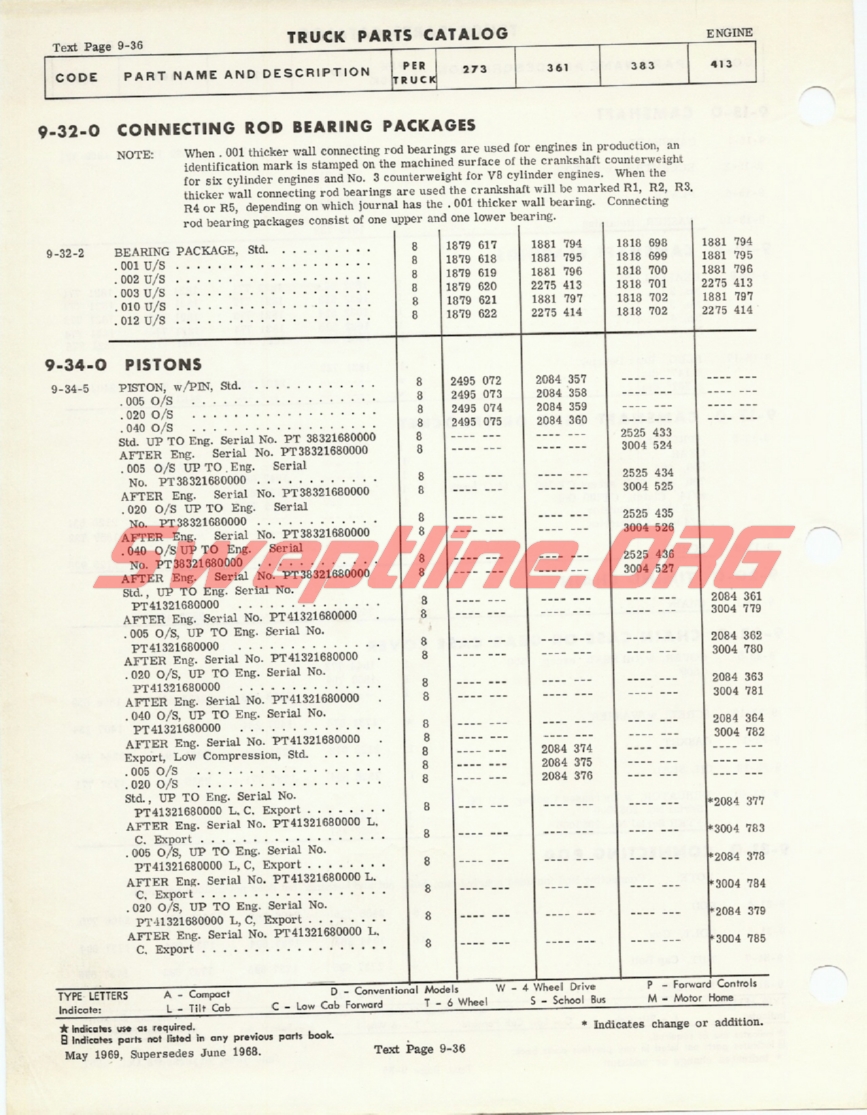 Text Page 9-36
TRUCK PARTS CATALOG
ENGINE
CODE PART NAME AND DESCRIPTION PER TRUCK 273 361 383 413
9-32-0 CONNECTING ROD BEARING PACKAGES
NOTE: When .001 thicker wall connecting rod bearings are used for engines in production, an
identification mark is stamped on the machined surface of the crankshaft counterweight
for six cylinder engines and No. 3 counterweight for V8 cylinder engines. When the
thicker wall connecting rod bearings are used the crankshaft will be marked R1, R2, R3,
R4 or R5, depending on which journal has the .001 thicker wall bearing. Connecting
rod bearing packages consist of one upper and one lower bearing.
9-32-2 BEARING PACKAGE, Std. . . . . . . . . . 8 1879 617 1881 794 1818 698 1881 794
.001 U/S . . . . . . . . . . . . . . . . . 8 1879 618 1881 795 1818 699 1881 795
.002 U/S . . . . . . . . . . . . . . . . . 8 1879 619 1881 796 1818 700 1881 796
.003 U/S . . . . . . . . . . . . . . . . . 8 1879 620 2275 413 1818 701 2275 413
.010 U/S . . . . . . . . . . . . . . . . . 8 1879 621 1881 797 1818 702 1881 797
.012 U/S . . . . . . . . . . . . . . . . . 8 1879 622 2275 414 1818 702 2275 414
9-34-0 PISTONS
9-34-5 PISTON, w/PIN, Std. . . . . . . . . . . . . 8 2495 072 2084 357 ---- --- ---- ---
.005 O/S . . . . . . . . . . . . . . . . 8 2495 073 2084 358 ---- --- ---- ---
.020 O/S . . . . . . . . . . . . . . . . 8 2495 074 2084 359 ---- --- ---- ---
.040 O/S . . . . . . . . . . . . . . . . 8 2495 075 2084 360 ---- --- ---- ---
Std. UP TO Eng. Serial No. PT 38321680000 8 ---- --- ---- --- 2525 433
AFTER Eng. Serial No. PT38321680000 8 ---- --- ---- --- 3004 524
.005 O/S UP TO Eng. Serial
No. PT38321680000 . . . . . . . . . . . . 8 ---- --- ---- --- 2525 434
AFTER Eng. Serial No. PT38321680000 8 ---- --- ---- --- 3004 525
.020 O/S UP TO Eng. Serial
No. PT38321680000 . . . . . . . . . . . . 8 ---- --- ---- --- 2525 435
AFTER Eng. Serial No. PT38321680000 8 ---- --- ---- --- 3004 526
.040 O/S UP TO Eng. Serial
No. PT38321680000 . . . . . . . . . . . . 8 ---- --- ---- --- 2525 436
AFTER Eng. Serial No. PT38321680000 8 ---- --- ---- --- 3004 527
Sweptline.ORG
Std., UP TO Eng. Serial No.
PT41321680000 . . . . . . . . . . . . . 8 ---- --- ---- --- ---- --- 2084 361
AFTER Eng. Serial No. PT41321680000 . 8 ---- --- ---- --- ---- --- 3004 779
.005 O/S, UP TO Eng. Serial No.
PT41321680000 . . . . . . . . . . . . . 8 ---- --- ---- --- ---- --- 2084 362
AFTER Eng. Serial No. PT41321680000 . 8 ---- --- ---- --- ---- --- 3004 780
.020 O/S, UP TO Eng. Serial No.
PT41321680000 . . . . . . . . . . . . . 8 ---- --- ---- --- ---- --- 2084 363
AFTER Eng. Serial No. PT41321680000 . 8 ---- --- ---- --- ---- --- 3004 781
.040 O/S, UP TO Eng. Serial No.
PT41321680000 . . . . . . . . . . . . . 8 ---- --- ---- --- ---- --- 2084 364
AFTER Eng. Serial No. PT41321680000 . 8 ---- --- ---- --- ---- --- 3004 782
Export, Low Compression, Std. . . . . . . 8 ---- --- 2084 374 ---- --- ---- ---
.005 O/S . . . . . . . . . . . . . . . . 8 ---- --- 2084 375 ---- --- ---- ---
.020 O/S . . . . . . . . . . . . . . . . 8 ---- --- 2084 376 ---- --- ---- ---
Std., UP TO Eng. Serial No.
PT41321680000 L, C. Export . . . . . . . . 8 ---- --- ---- --- ---- --- *2084 377
AFTER Eng. Serial No. PT41321680000 L.
C. Export . . . . . . . . . . . . . . . . . 8 ---- --- ---- --- ---- --- *3004 783
.005 O/S, UP TO Eng. Serial No.
PT41321680000 L, C, Export . . . . . . . . 8 ---- --- ---- --- ---- --- *2084 378
AFTER Eng. Serial No. PT41321680000 L.
C, Export . . . . . . . . . . . . . . . . . 8 ---- --- ---- --- ---- --- *3004 784
.020 O/S, UP TO Eng. Serial No.
PT41321680000 L, C, Export . . . . . . . . 8 ---- --- ---- --- ---- --- *2084 379
AFTER Eng. Serial No. PT41321680000 L.
C. Export . . . . . . . . . . . . . . . . . 8 ---- --- ---- --- ---- --- *3004 785
TYPE LETTERS A - Compact D - Conventional Models W - 4 Wheel Drive P - Forward Controls
Indicate: L - Tilt Cab C - Low Cab Forward T - 6 Wheel S - School Bus M - Motor Home
★ Indicates use as required.
* Indicates change or addition.
8 Indicates parts not listed in any previous parts book.
May 1969, Supersedes June 1968.
Text Page 9-36